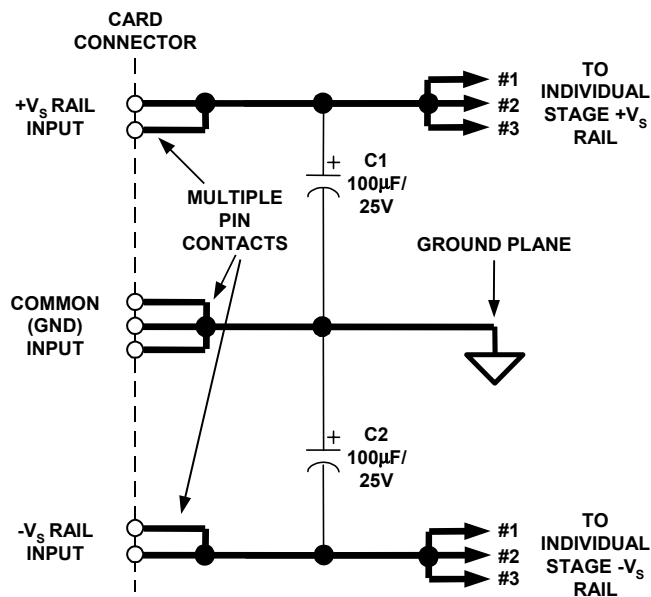 CARD
CONNECTOR
+VS RAIL
INPUT
#1
#2
#3
TO
INDIVIDUAL
STAGE +VS
RAIL
+
C1
100μF/
25V
MULTIPLE
PIN
CONTACTS
GROUND PLANE
COMMON
(GND)
INPUT
+
C2
100μF/
25V
-VS RAIL
INPUT
#1
#2
#3
TO
INDIVIDUAL
STAGE -VS
RAIL